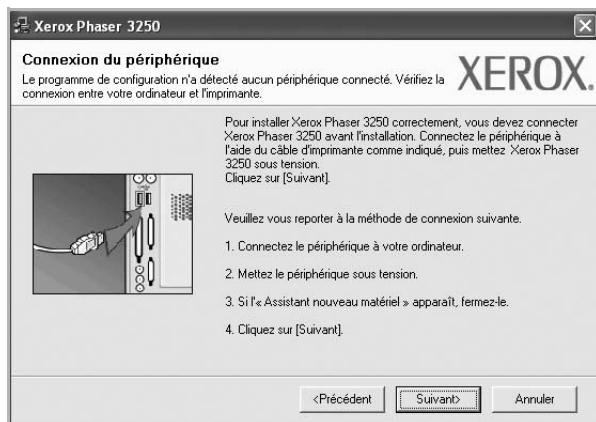 Xerox Phaser 3250
Connexion du périphérique
Le programme de configuration n'a détecté aucun périphérique connecté. Vérifiez la
connexion entre votre ordinateur et l'imprimante.
XEROX.
Pour installer Xerox Phaser 3250 correctement, vous devez connecter
Xerox Phaser 3250 avant l'installation. Connectez le périphérique à
l'aide du câble d'imprimante comme indiqué, puis mettez Xerox Phaser
3250 sous tension.
Cliquez sur [Suivant].
Veuillez vous reporter à la méthode de connexion suivante.
1. Connectez le périphérique à votre ordinateur.
2. Mettez le périphérique sous tension.
3. Si l'« Assistant nouveau matériel » apparaît, fermez-le.
4. Cliquez sur [Suivant].
<Précédent
Suivant>
Annuler